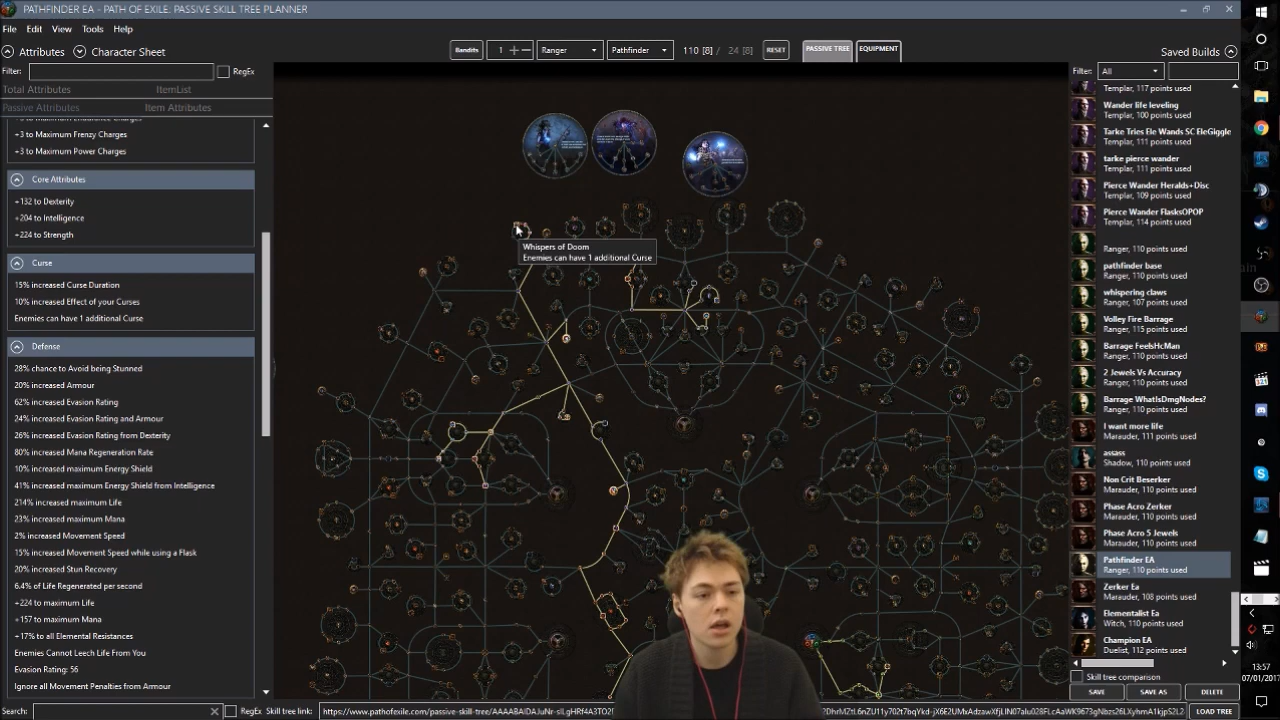 PATHFINDER EA - PATH OF EXILE: PASSIVE SKILL TREE PLANNER
File Edit View Tools Help
Attributes Character Sheet
Bandits 1 Ranger Pathfinder 110 [8] / 24 [8] RESET PASSIVE TREE EQUIPMENT
Saved Builds
Filter: RegEx
Filter: All
Total Attributes ItemList
Passive Attributes Item Attributes
+3 to Maximum Endurance Charges
+3 to Maximum Frenzy Charges
+3 to Maximum Power Charges
Core Attributes
+132 to Dexterity
+204 to Intelligence
+224 to Strength
Curse
15% increased Curse Duration
10% increased Effect of your Curses
Enemies can have 1 additional Curse
Defense
28% chance to Avoid being Stunned
20% increased Armour
62% increased Evasion Rating
24% increased Evasion Rating and Armour
26% increased Evasion Rating from Dexterity
80% increased Mana Regeneration Rate
10% increased maximum Energy Shield
41% increased maximum Energy Shield from Intelligence
214% increased maximum Life
23% increased maximum Mana
2% increased Movement Speed
15% increased Movement Speed while using a Flask
20% increased Stun Recovery
6.4% of Life Regenerated per second
+224 to maximum Life
+157 to maximum Mana
+17% to all Elemental Resistances
Enemies Cannot Leech Life From You
Evasion Rating: 56
Ignore all Movement Penalties from Armour
Whispers of Doom
Enemies can have 1 additional Curse
Templar, 117 points used
Wander life leveling
Templar, 100 points used
Tarke Tries Ele Wands SC EleGiggle
Templar, 111 points used
tarke pierce wander
Templar, 111 points used
Pierce Wander Heralds+Disc
Templar, 109 points used
Pierce Wander FlasksOPOP
Templar, 114 points used
Ranger, 110 points used
pathfinder base
Ranger, 110 points used
whispering claws
Ranger, 107 points used
Volley Fire Barrage
Ranger, 115 points used
Barrage FeelsHcMan
Ranger, 110 points used
2 Jewels Vs Accuracy
Ranger, 110 points used
Barrage WhatIsDmgNodes?
Ranger, 110 points used
I want more life
Marauder, 111 points used
assass
Shadow, 110 points used
Non Crit Beserker
Marauder, 110 points used
Phase Acro Zerker
Marauder, 110 points used
Phase Acro 5 Jewels
Marauder, 110 points used
Pathfinder EA
Ranger, 110 points used
Zerker Ea
Marauder, 108 points used
Elementalist Ea
Witch, 110 points used
Champion EA
Duelist, 112 points used
Skill tree comparison
SAVE SAVE AS DELETE
Search: RegEx Skill tree link: LOAD TREE
13:57
07/01/2017